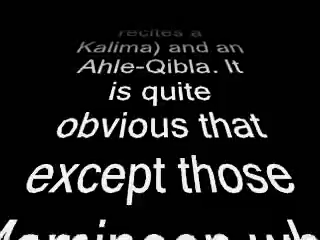 recites a
Kalima) and an
Ahle-Qibla. It
is quite
obvious that
except those